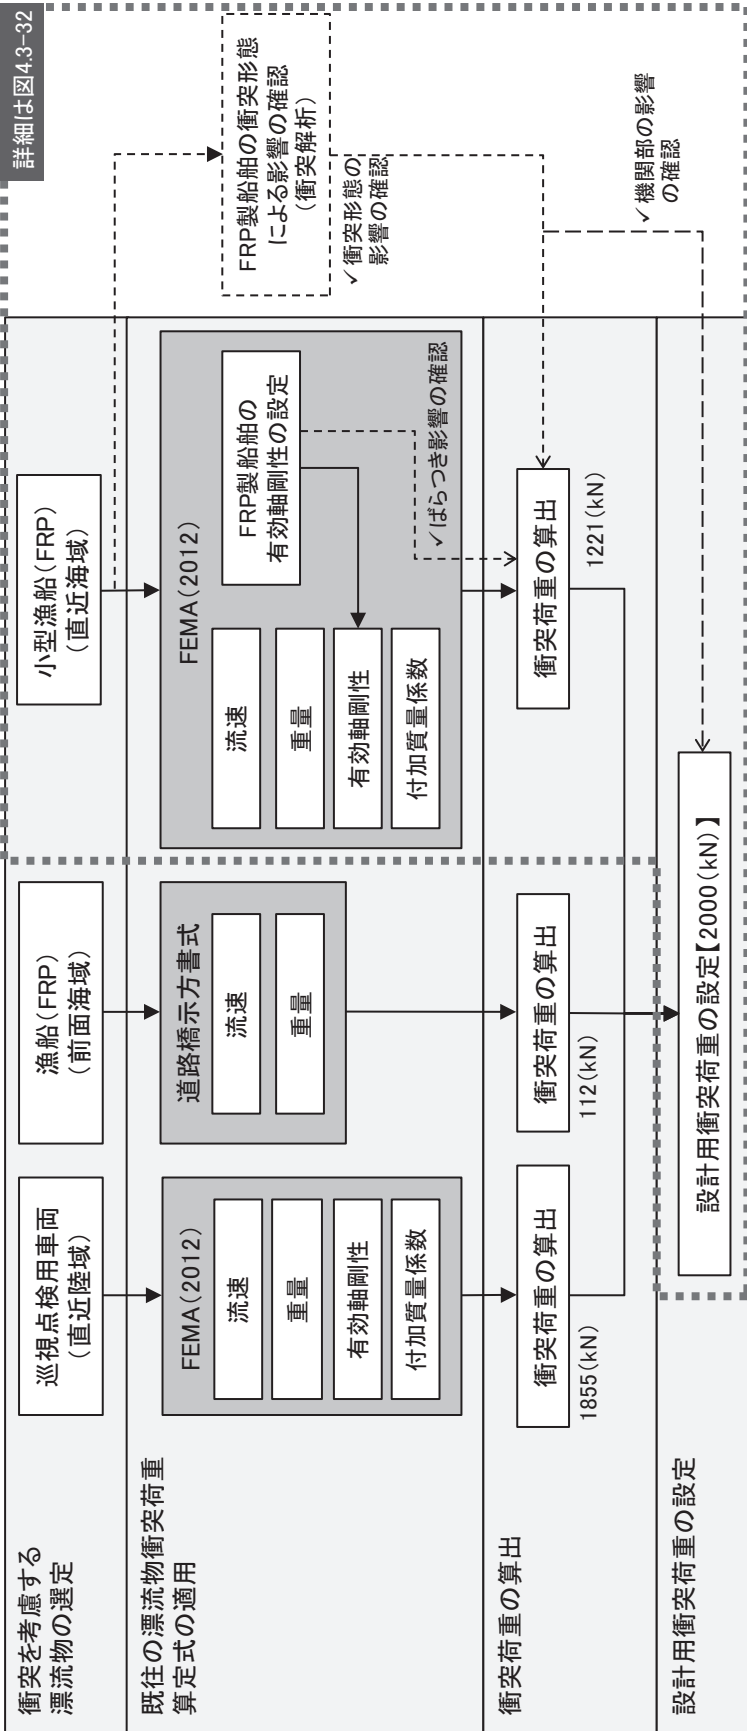 詳細は図4.3-32
衝突を考慮する
漂流物の選定
巡視点検用車両
(直近陸域)
漁船(FRP)
(前面海域)
小型漁船(FRP)
(直近海域)
既往の漂流物衝突荷重
算定式の適用
FEMA(2012)
流速
重量
有効軸剛性
付加質量係数
道路橋示方書式
流速
重量
FEMA(2012)
流速
重量
有効軸剛性
付加質量係数
FRP製船舶の
有効軸剛性の設定
✓ばらつき影響の確認
FRP製船舶の衝突形態
による影響の確認
(衝突解析)
✓衝突形態の
影響の確認
衝突荷重の算出
衝突荷重の算出
1855(kN)
衝突荷重の算出
112(kN)
衝突荷重の算出
1221(kN)
✓機関部の影響
の確認
設計用衝突荷重の設定
設計用衝突荷重の設定【2000(kN)】